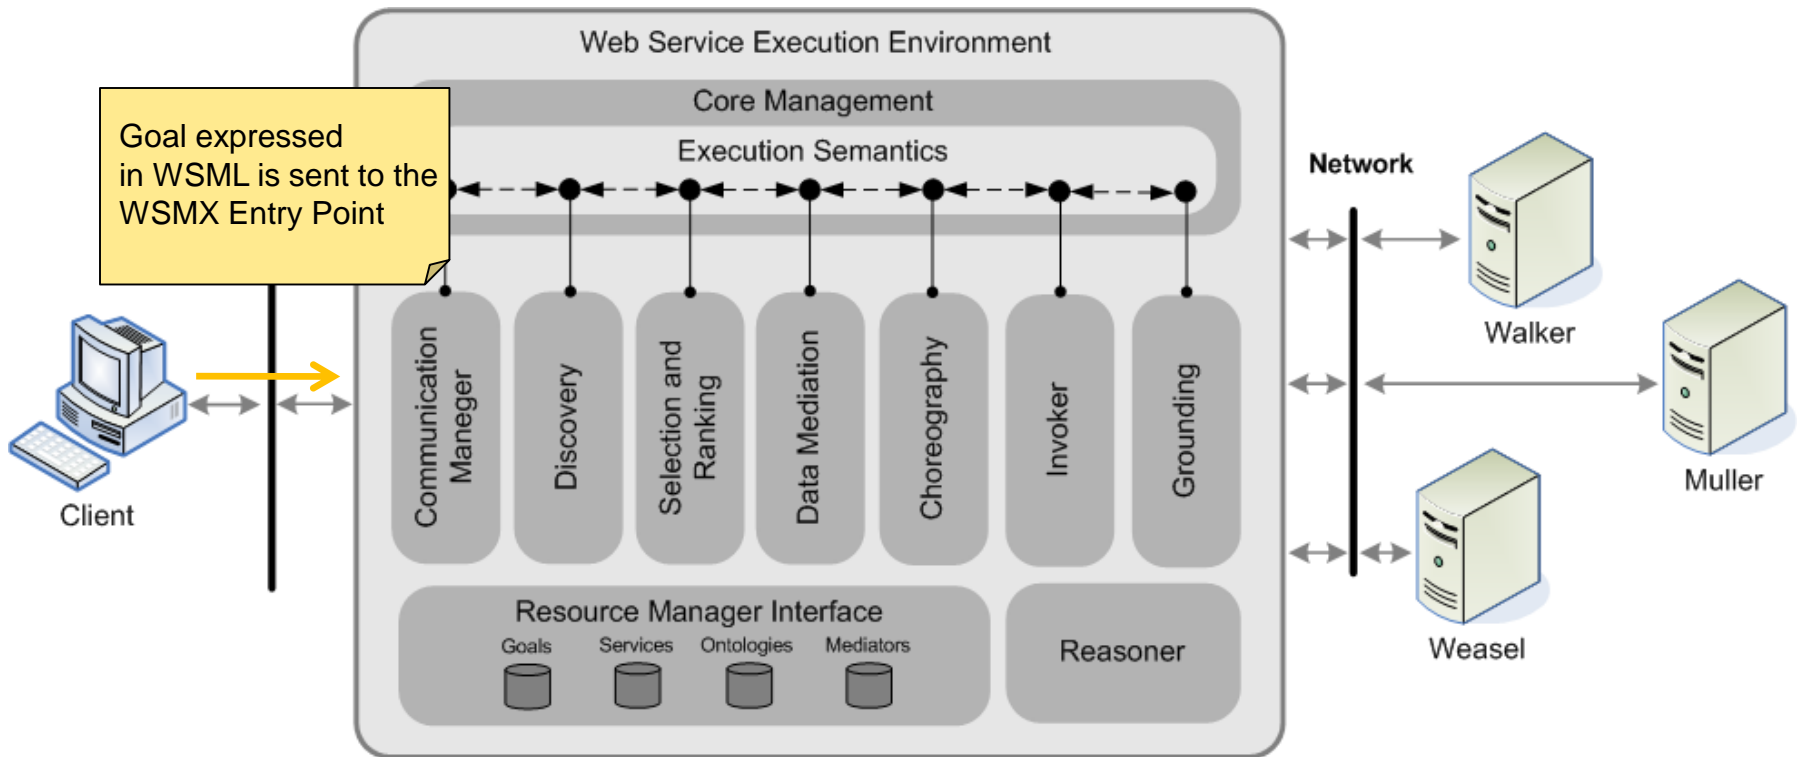 Web Service Execution Environment
Core Management
Goal expressed
in WSML is sent to the
WSMX Entry Point
Execution Semantics
Network
Walker
Muller
Weasel
Client
Communication
Maneger
Discovery
Selection and
Ranking
Data Mediation
Choreography
Invoker
Grounding
Resource Manager Interface
Goals
Services
Ontologies
Mediators
Reasoner